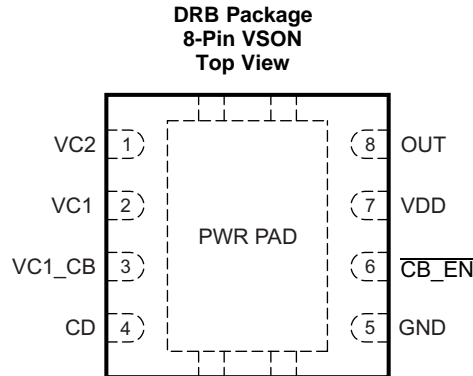 DRB Package
8-Pin VSON
Top View
VC2 1 8 OUT
VC1 2 7 VDD
PWR PAD
VC1_CB 3 6 CB_EN
CD 4 5 GND